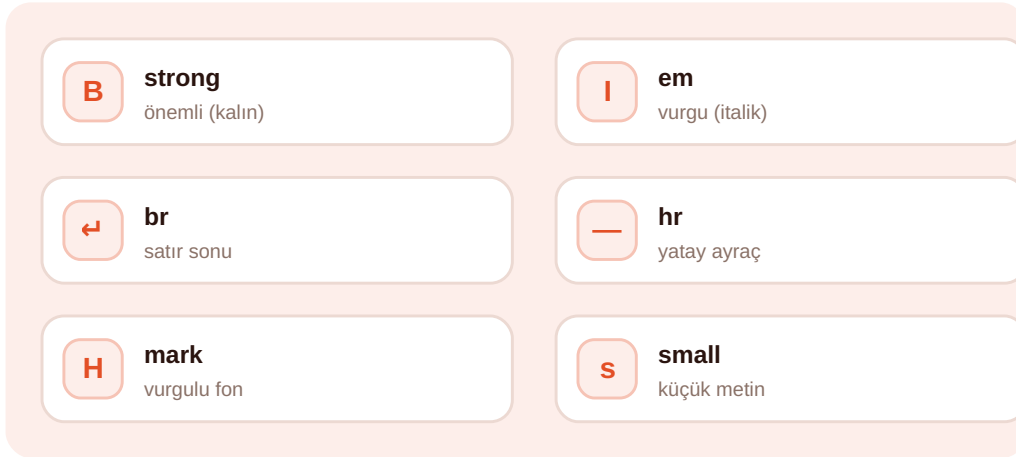 B
strong
önemli (kalın)
I
em
vurgu (italik)
↵
br
satır sonu
—
hr
yatay ayraç
H
mark
vurgulu fon
s
small
küçük metin